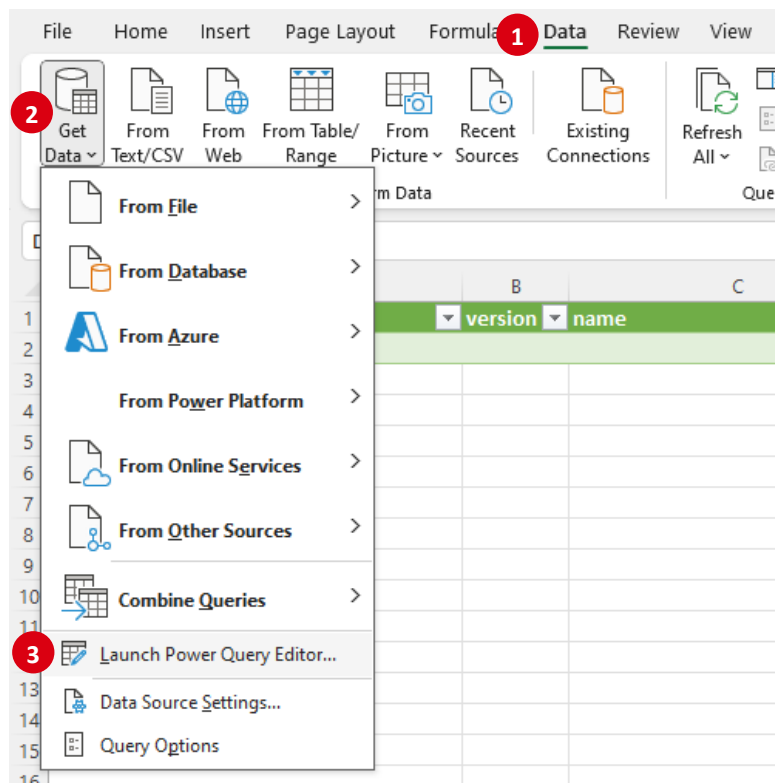 File Home Insert Page Layout Formula 1 Data Review View
2
Get Data
From Text/CSV
From Web
From Table/ Range
From Picture
Recent Sources
Existing Connections
Refresh All
rm Data
Que
From File
From Database
From Azure
From Power Platform
From Online Services
From Other Sources
Combine Queries
3 Launch Power Query Editor...
Data Source Settings...
Query Options
B C
1 version name
2
3
4
5
6
7
8
9
10
11
13
14
15
16